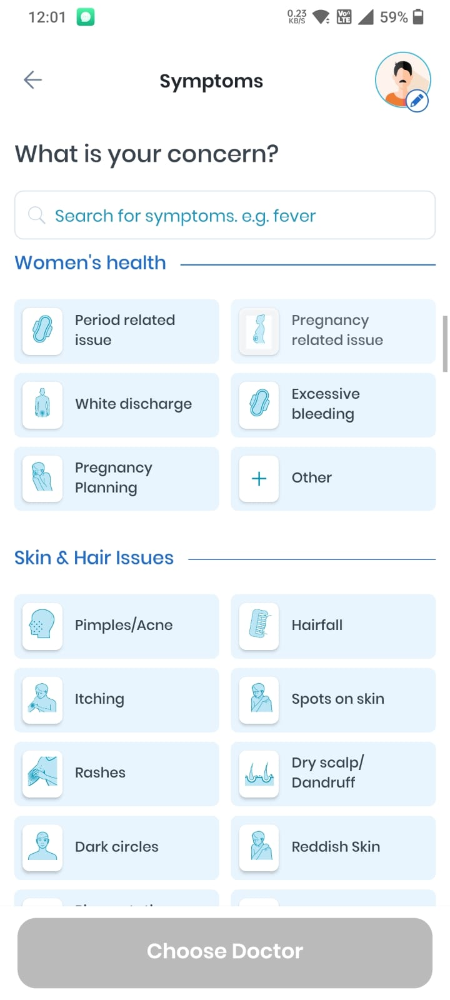 12:01
0.23
KB/S
Vo
LTE
59%
Symptoms
What is your concern?
Search for symptoms. e.g. fever
Women's health
Period related
issue
Pregnancy
related issue
White discharge
Excessive
bleeding
Pregnancy
Planning
Other
Skin & Hair Issues
Pimples/Acne
Hairfall
Itching
Spots on skin
Rashes
Dry scalp/
Dandruff
Dark circles
Reddish Skin
Choose Doctor